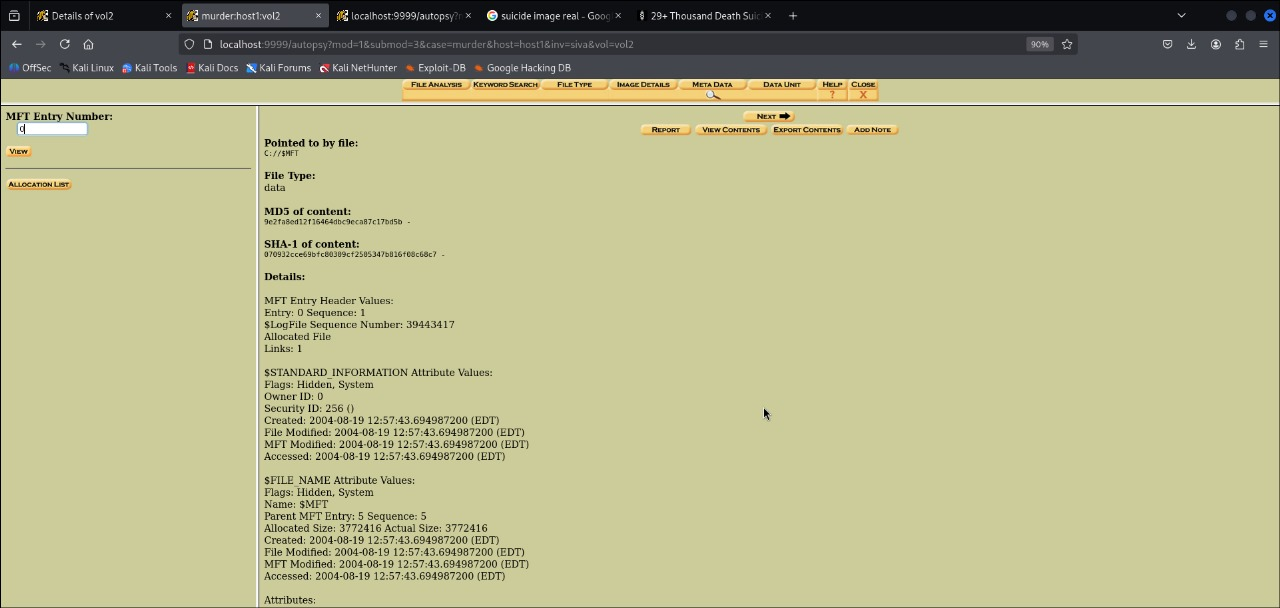 Details of vol2
murder:host1:vol2
localhost:9999/autopsy?r
suicide image real - Goog
29+ Thousand Death Suic
localhost:9999/autopsy?mod=1&submod=3&case=murder&host=host1&inv=siva&vol=vol2
90%
OffSec Kali Linux Kali Tools Kali Docs Kali Forums Kali NetHunter Exploit-DB Google Hacking DB
FILE ANALYSIS KEYWORD SEARCH FILE TYPE IMAGE DETAILS META DATA DATA UNIT HELP CLOSE
? X
MFT Entry Number:
0
VIEW
ALLOCATION LIST
NEXT
REPORT VIEW CONTENTS EXPORT CONTENTS ADD NOTE
Pointed to by file:
C://$MFT
File Type:
data
MD5 of content:
9e2fa8ed12f16464dbc9eca87c17bd5b -
SHA-1 of content:
070932cce69bfc80309cf2505347b816f08c68c7 -
Details:
MFT Entry Header Values:
Entry: 0 Sequence: 1
$LogFile Sequence Number: 39443417
Allocated File
Links: 1
$STANDARD_INFORMATION Attribute Values:
Flags: Hidden, System
Owner ID: 0
Security ID: 256 ()
Created: 2004-08-19 12:57:43.694987200 (EDT)
File Modified: 2004-08-19 12:57:43.694987200 (EDT)
MFT Modified: 2004-08-19 12:57:43.694987200 (EDT)
Accessed: 2004-08-19 12:57:43.694987200 (EDT)
$FILE_NAME Attribute Values:
Flags: Hidden, System
Name: $MFT
Parent MFT Entry: 5 Sequence: 5
Allocated Size: 3772416 Actual Size: 3772416
Created: 2004-08-19 12:57:43.694987200 (EDT)
File Modified: 2004-08-19 12:57:43.694987200 (EDT)
MFT Modified: 2004-08-19 12:57:43.694987200 (EDT)
Accessed: 2004-08-19 12:57:43.694987200 (EDT)
Attributes: